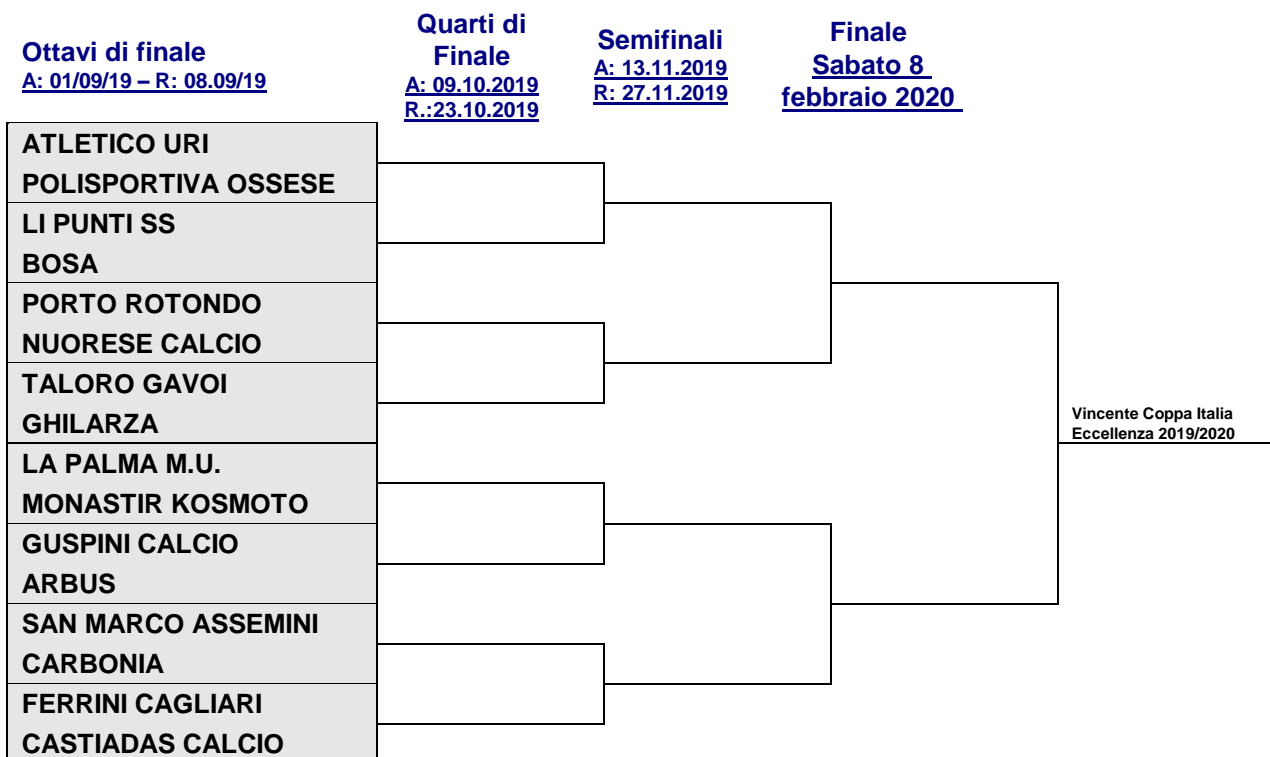 Ottavi di finale
A: 01/09/19 – R: 08.09/19
Quarti di
Finale
A: 09.10.2019
R.:23.10.2019
Semifinali
A: 13.11.2019
R: 27.11.2019
Finale
Sabato 8
febbraio 2020
ATLETICO URI
POLISPORTIVA OSSESE
LI PUNTI SS
BOSA
PORTO ROTONDO
NUORESE CALCIO
TALORO GAVOI
GHILARZA
LA PALMA M.U.
MONASTIR KOSMOTO
GUSPINI CALCIO
ARBUS
SAN MARCO ASSEMINI
CARBONIA
FERRINI CAGLIARI
CASTIADAS CALCIO
Vincente Coppa Italia
Eccellenza 2019/2020